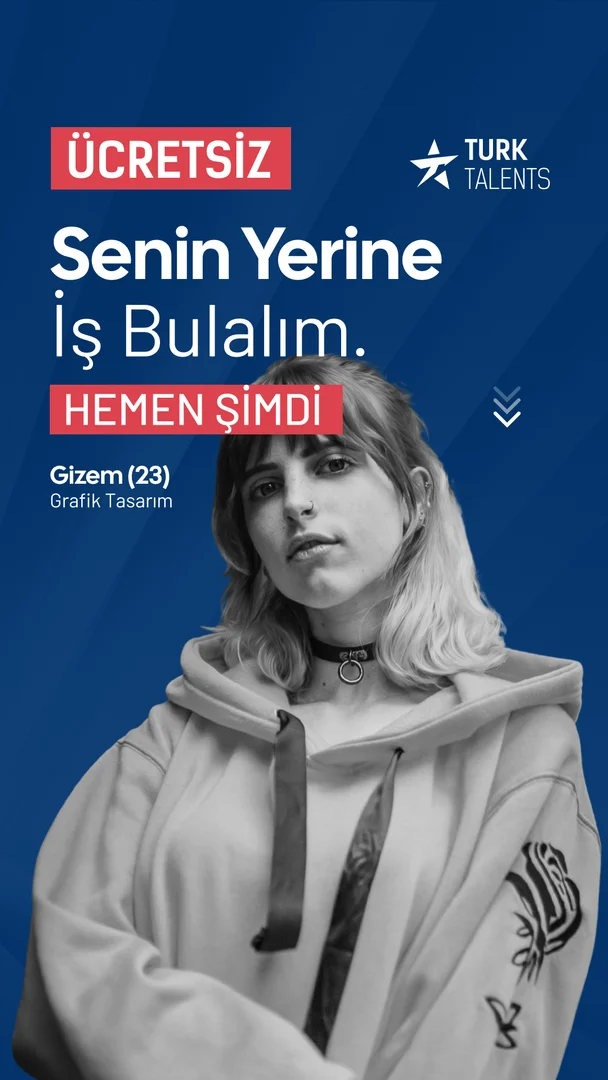 ÜCRETSİZ
TURK
TALENTS
Senin Yerine
İş Bulalım.
HEMEN ŞİMDİ
Gizem (23)
Grafik Tasarım